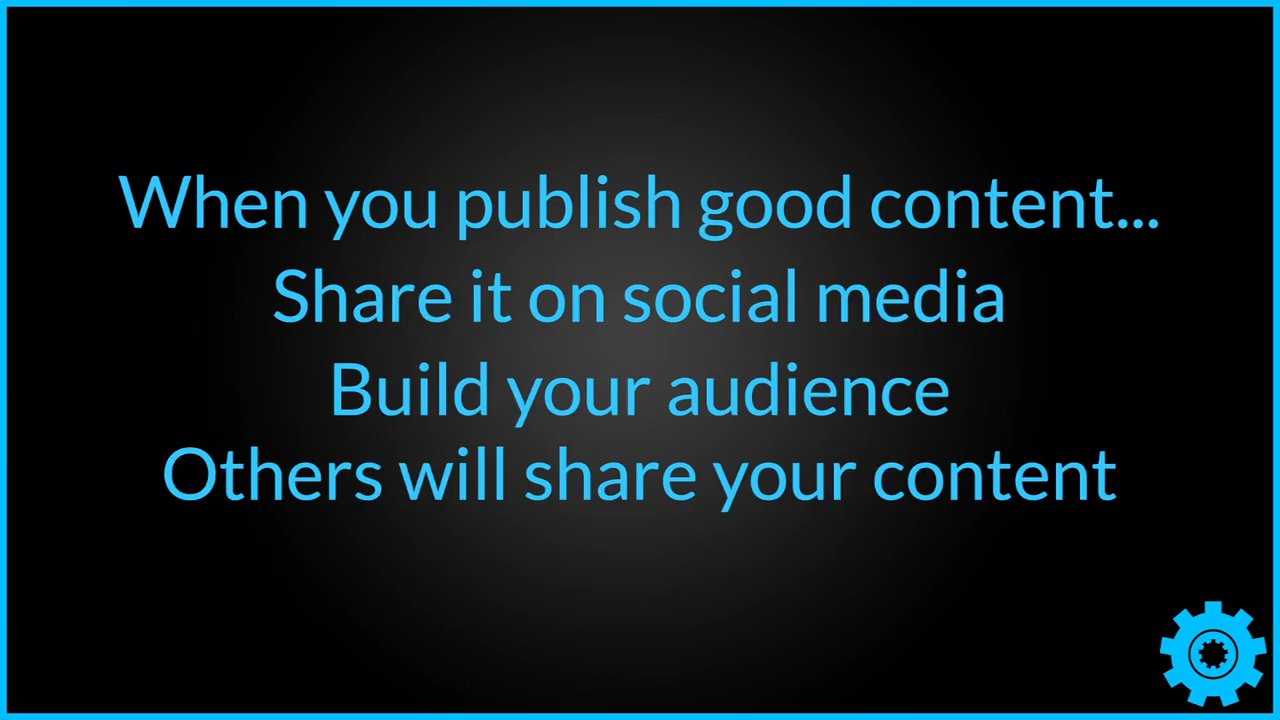 When you publish good content...
Share it on social media
Build your audience
Others will share your content